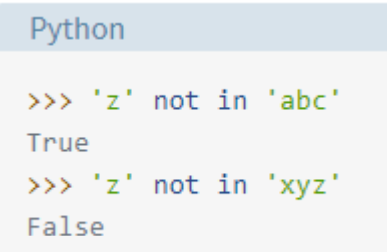 Python
>>> 'z' not in 'abc'
True
>>> 'z' not in 'xyz'
False